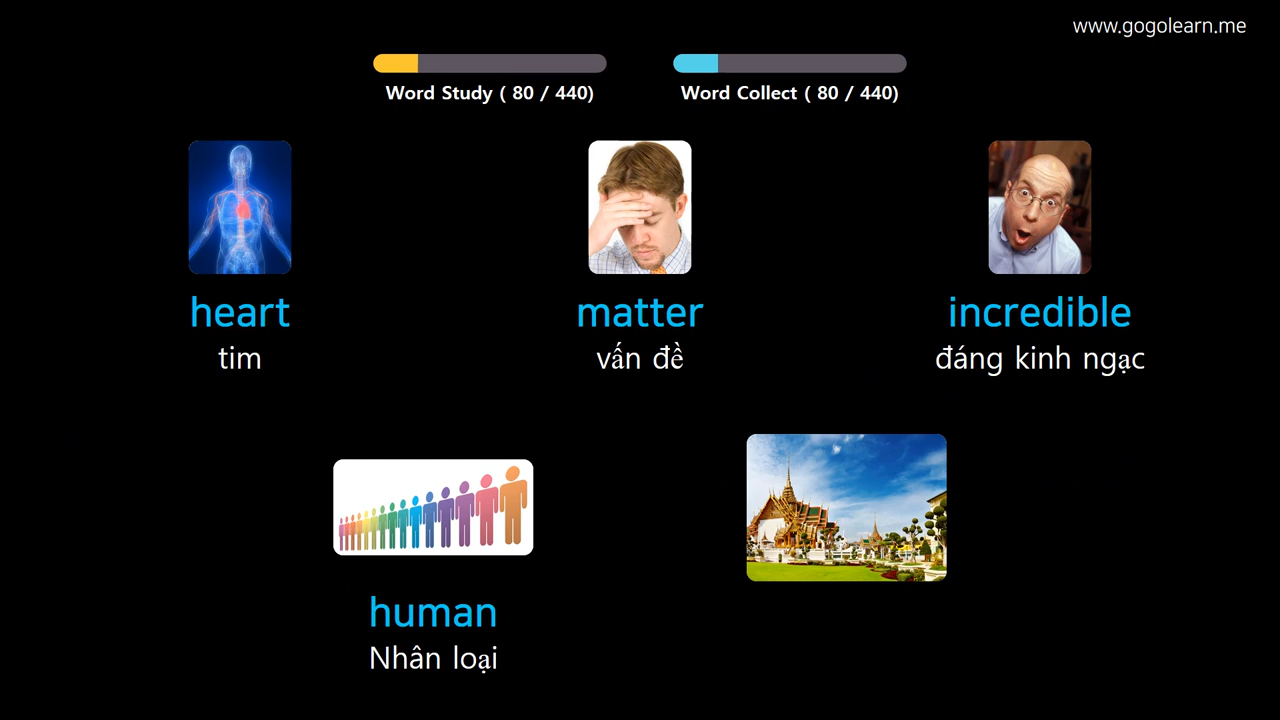 www.gogolearn.me
Word Study ( 80 / 440)
Word Collect ( 80 / 440)
heart
tim
matter
vấn đề
incredible
đáng kinh ngạc
human
Nhân loại